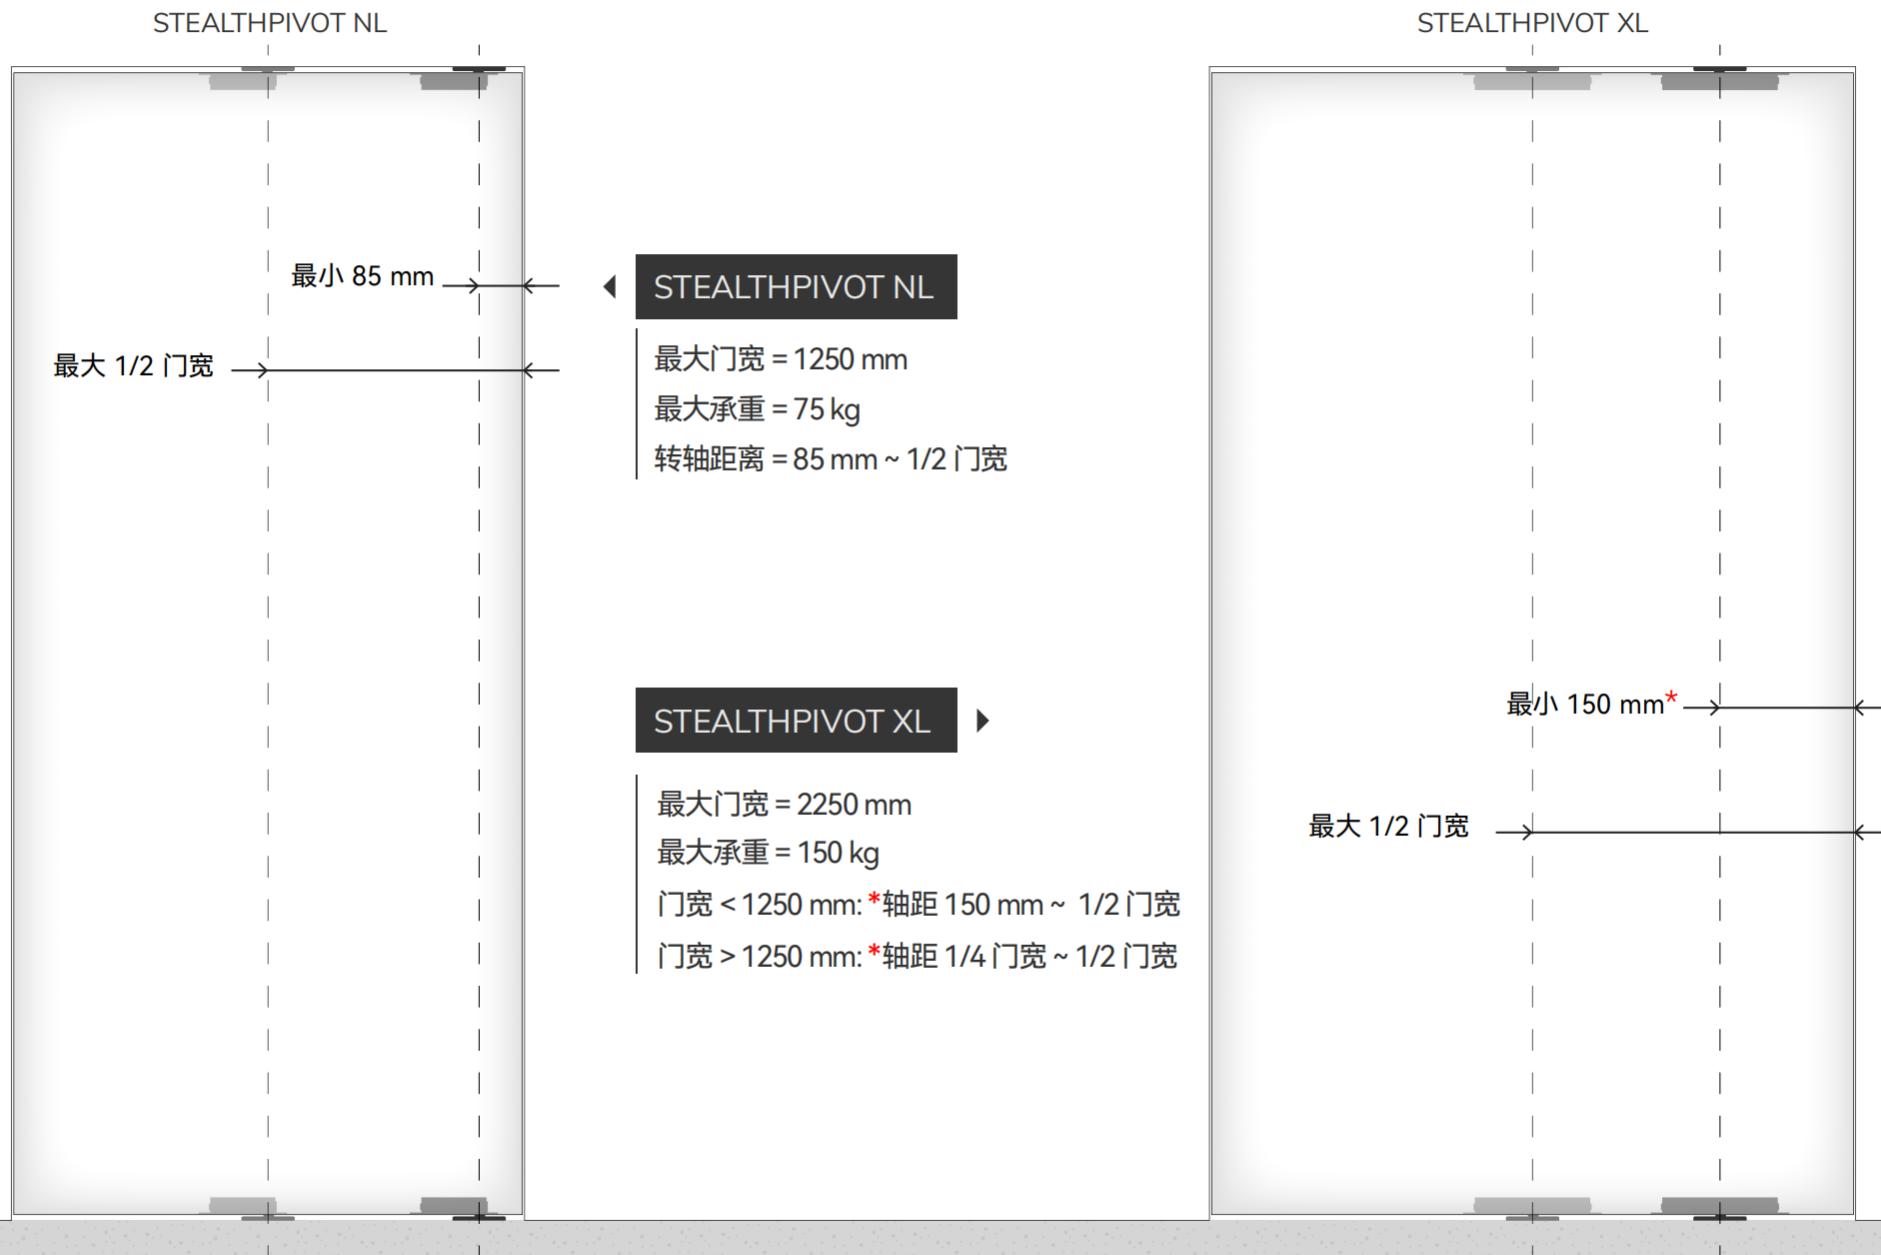 STEALTHPIVOT NL
STEALTHPIVOT XL
最小 85 mm
最大 1/2 门宽
STEALTHPIVOT NL
最大门宽 = 1250 mm
最大承重 = 75 kg
转轴距离 = 85 mm ~ 1/2 门宽
STEALTHPIVOT XL
最大门宽 = 2250 mm
最大承重 = 150 kg
门宽 < 1250 mm: *轴距 150 mm ~ 1/2 门宽
门宽 > 1250 mm: *轴距 1/4 门宽 ~ 1/2 门宽
最小 150 mm*
最大 1/2 门宽